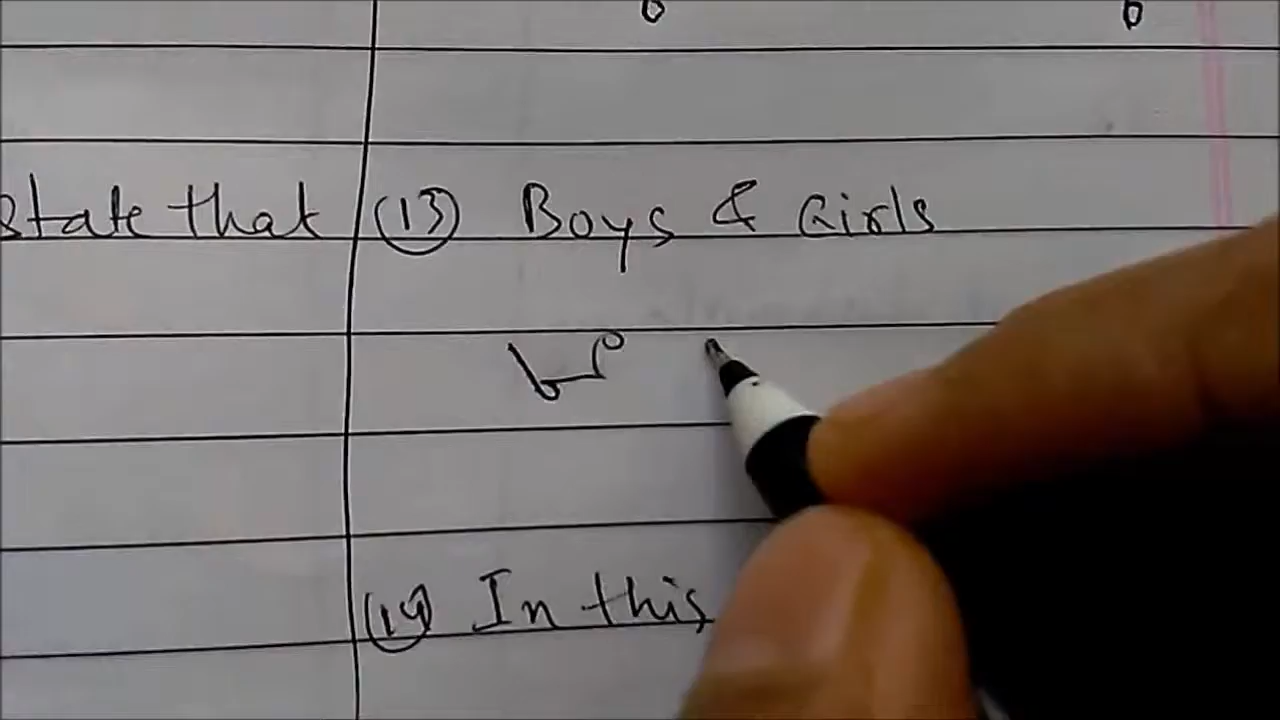 state that
(13) Boys & Girls
(14) In this